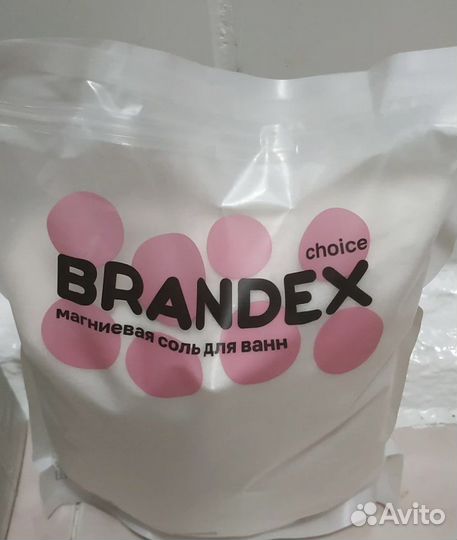 choice
BRANDEX
магниевая соль для ванн
Avito